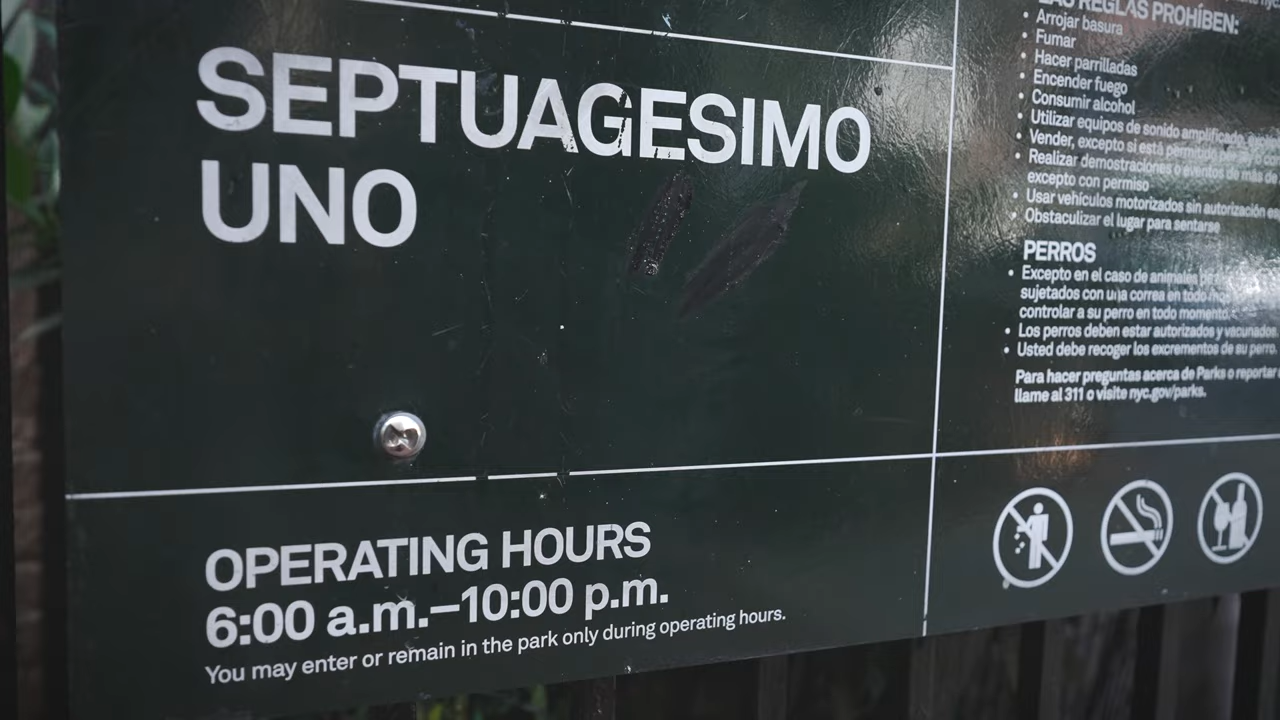 SEPTUAGESIMO
UNO
OPERATING HOURS
6:00 a.m.–10:00 p.m.
You may enter or remain in the park only during operating hours.
LAS REGLAS PROHÍBEN:
• Arrojar basura
• Fumar
• Hacer parrilladas
• Encender fuego
• Consumir alcohol
• Utilizar equipos de sonido amplificado,
• Vender, excepto si está permitido por
• Realizar demostraciones o eventos de más de
excepto con permiso
• Usar vehículos motorizados sin autorización
• Obstaculizar el lugar para sentarse
PERROS
• Excepto en el caso de animales
sujetados con una correa en todo
controlar a su perro en todo momento.
• Los perros deben estar autorizados y vacunados.
• Usted debe recoger los excrementos de su perro.
Para hacer preguntas acerca de Parks o reportar
llame al 311 o visite nyc.gov/parks.